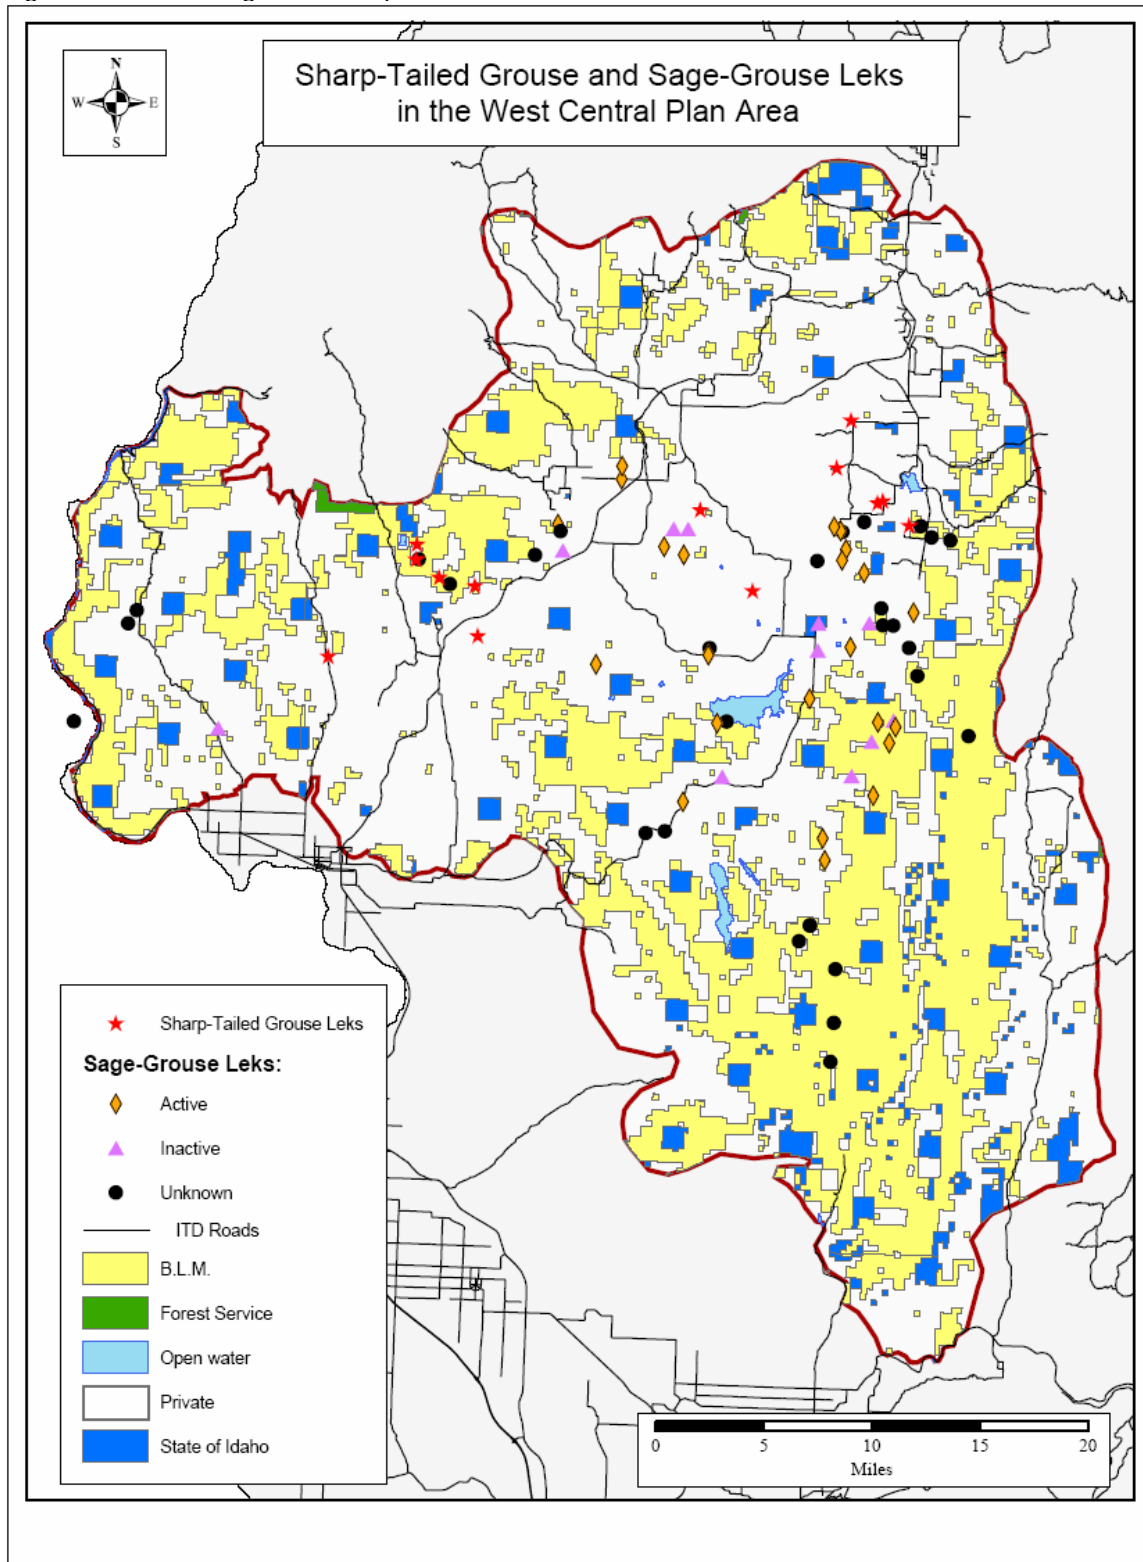 N
W E
S
Sharp-Tailed Grouse and Sage-Grouse Leks
in the West Central Plan Area
Sharp-Tailed Grouse Leks
Sage-Grouse Leks:
Active
Inactive
Unknown
ITD Roads
B.L.M.
Forest Service
Open water
Private
State of Idaho
0 5 10 15 20
Miles